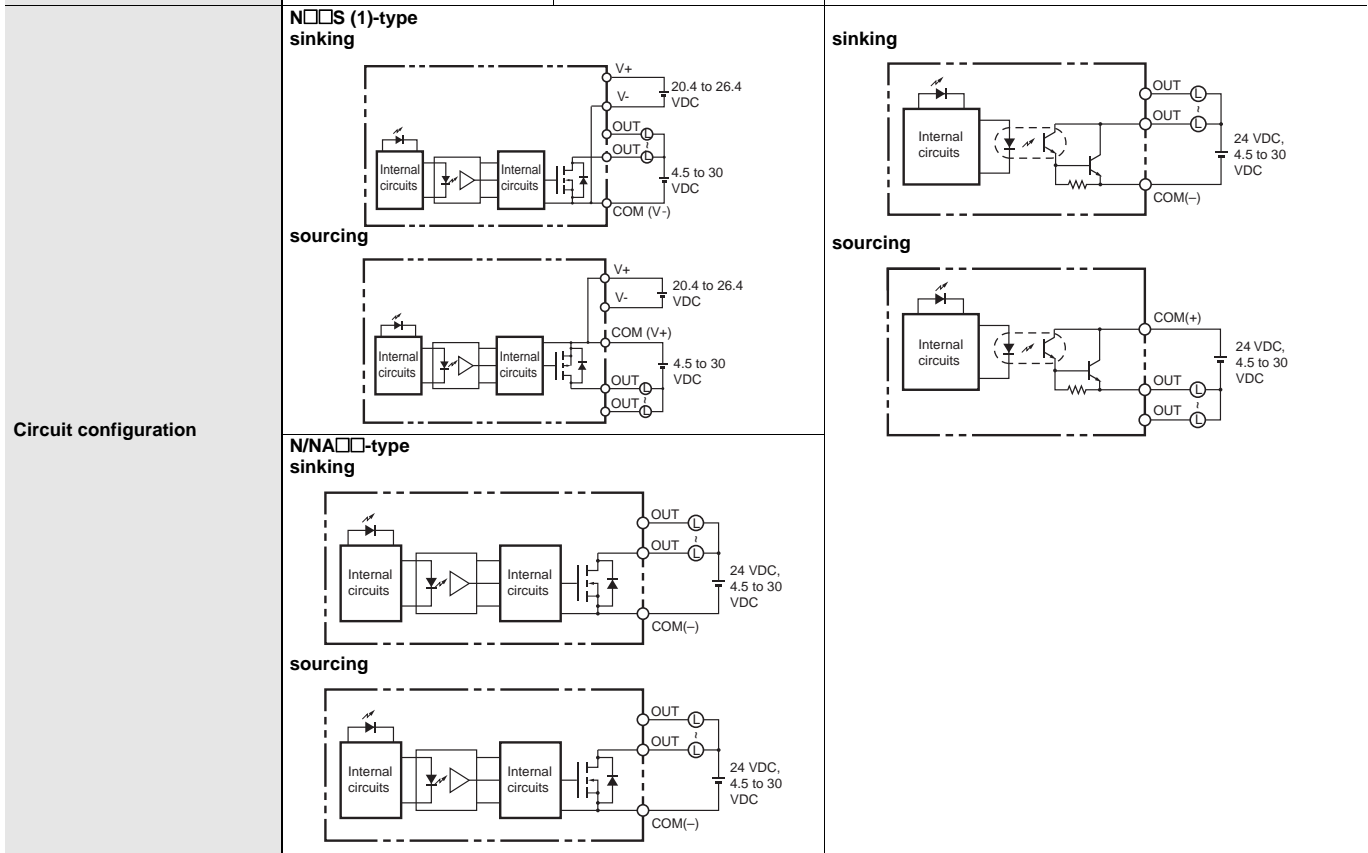 Circuit configuration
N□□S (1)-type
sinking
V+
20.4 to 26.4
VDC
V-
OUT
L
OUT
L
Internal
circuits
Internal
circuits
4.5 to 30
VDC
COM (V-)
sourcing
V+
20.4 to 26.4
VDC
V-
COM (V+)
Internal
circuits
Internal
circuits
4.5 to 30
VDC
OUT
L
OUT
L
N/NA□□-type
sinking
OUT
L
OUT
L
Internal
circuits
Internal
circuits
24 VDC,
4.5 to 30
VDC
COM(–)
sourcing
OUT
L
OUT
L
Internal
circuits
Internal
circuits
24 VDC,
4.5 to 30
VDC
COM(–)
sinking
OUT
L
OUT
L
Internal
circuits
24 VDC,
4.5 to 30
VDC
COM(–)
sourcing
COM(+)
Internal
circuits
24 VDC,
4.5 to 30
VDC
OUT
L
OUT
L